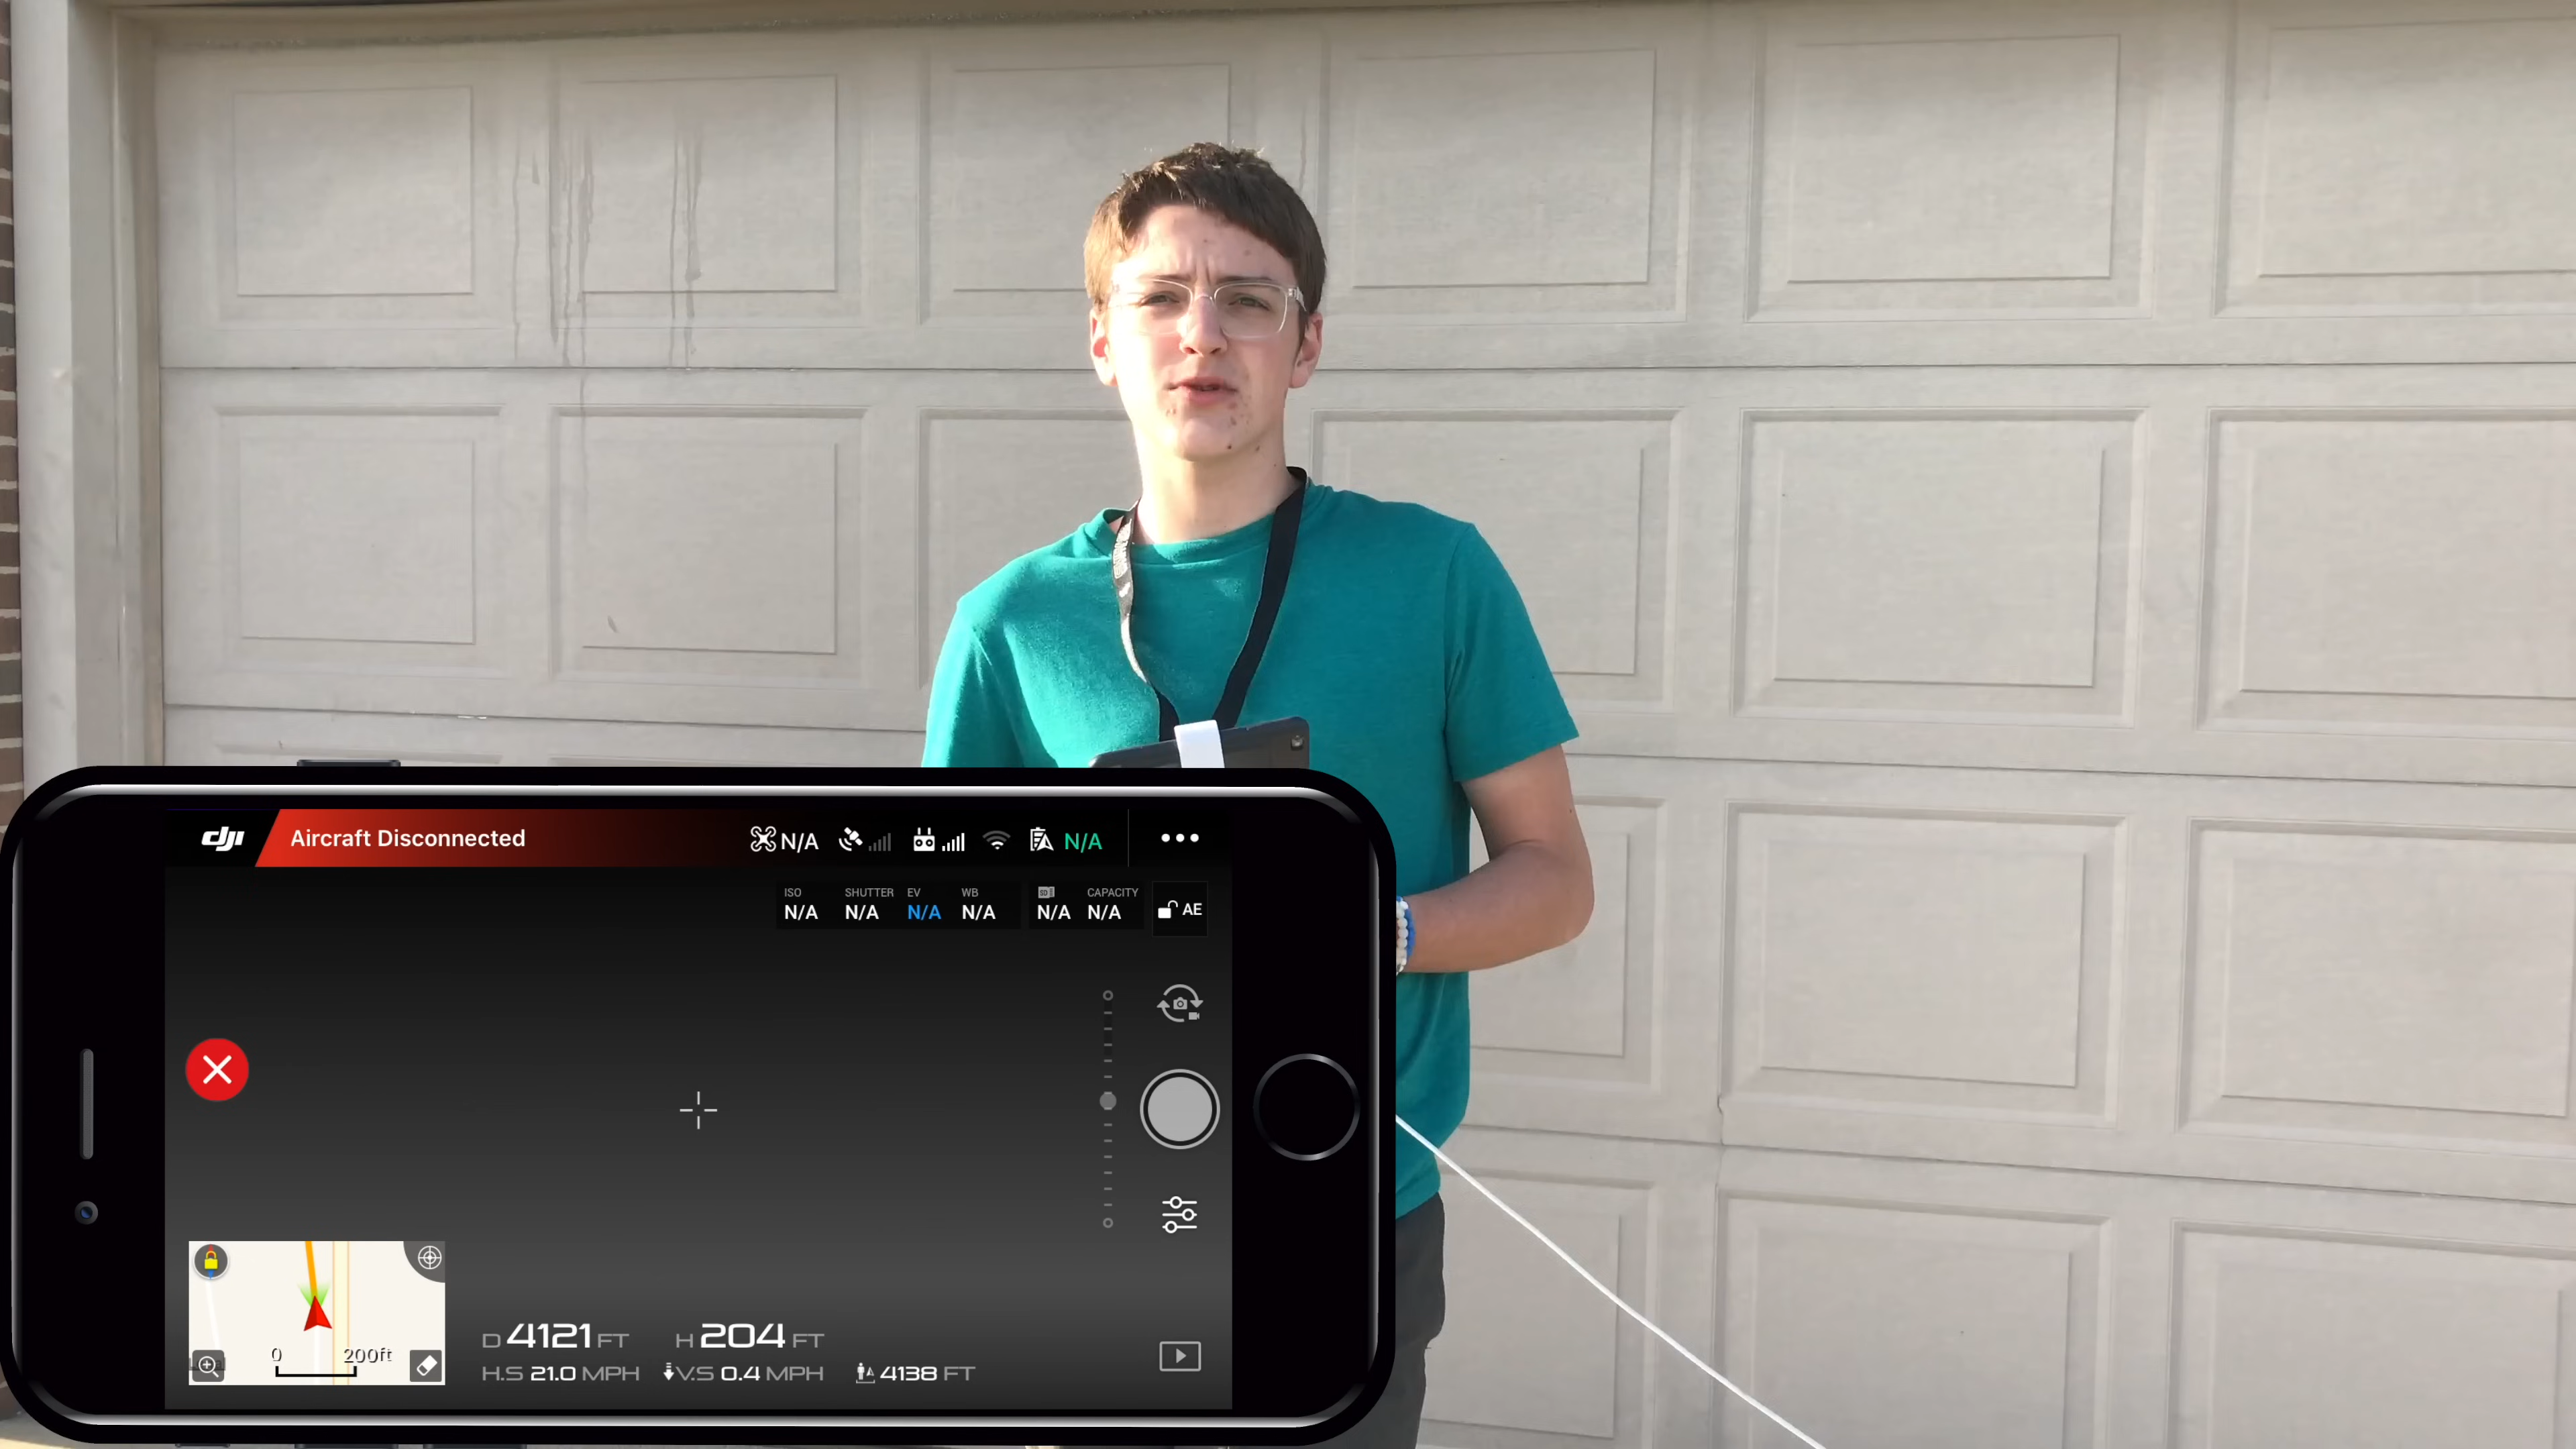 dji Aircraft Disconnected N/A N/A
ISO SHUTTER EV WB CAPACITY
N/A N/A N/A N/A N/A N/A AE
0 200ft
D 4121 FT H 204 FT
H.S 21.0 MPH V.S 0.4 MPH 4138 FT